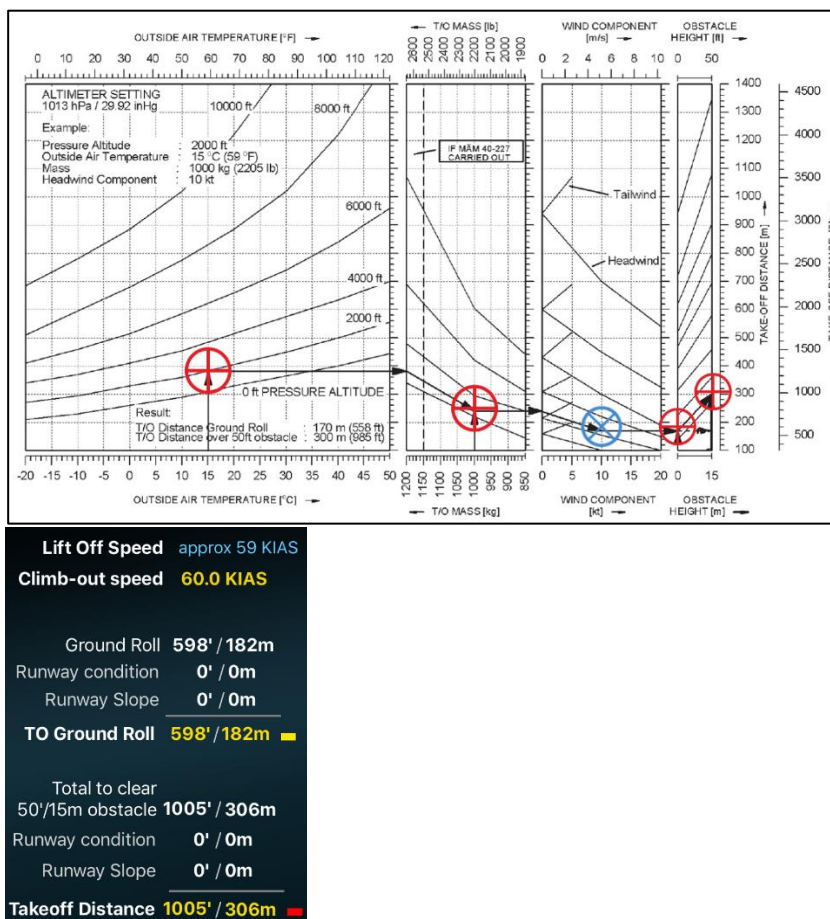 OUTSIDE AIR TEMPERATURE [°F]
T/O MASS [lb]
WIND COMPONENT
[m/s]
OBSTACLE
HEIGHT [ft]
0 10 20 30 40 50 60 70 80 90 100 110 120
2600 2500 2400 2300 2200 2100 2000 1900
0 2 4 6 8 10
0 50
ALTIMETER SETTING
1013 hPa / 29.92 inHg
Example:
Pressure Altitude : 2000 ft
Outside Air Temperature : 15 °C (59 °F)
Mass : 1000 kg (2205 lb)
Headwind Component : 10 kt
10000 ft
8000 ft
6000 ft
4000 ft
2000 ft
0 ft PRESSURE ALTITUDE
Result:
T/O Distance Ground Roll : 170 m (558 ft)
T/O Distance over 50ft obstacle : 300 m (985 ft)
IF MÄM 40-227
CARRIED OUT
Tailwind
Headwind
1400
1300
1200
1100
1000
900
800
700
600
500
400
300
200
100
TAKE-OFF DISTANCE [m]
4500
4000
3500
3000
2500
2000
1500
1000
500
-20 -15 -10 -5 0 5 10 15 20 25 30 35 40 45 50
1200 1150 1100 1050 1000 950 900 850
0 5 10 15 20
0 15
OUTSIDE AIR TEMPERATURE [°C]
T/O MASS [kg]
WIND COMPONENT
[kt]
OBSTACLE
HEIGHT [m]
Lift Off Speed approx 59 KIAS
Climb-out speed 60.0 KIAS
Ground Roll 598' / 182m
Runway condition 0' / 0m
Runway Slope 0' / 0m
TO Ground Roll 598' / 182m
Total to clear
50'/15m obstacle 1005' / 306m
Runway condition 0' / 0m
Runway Slope 0' / 0m
Takeoff Distance 1005' / 306m